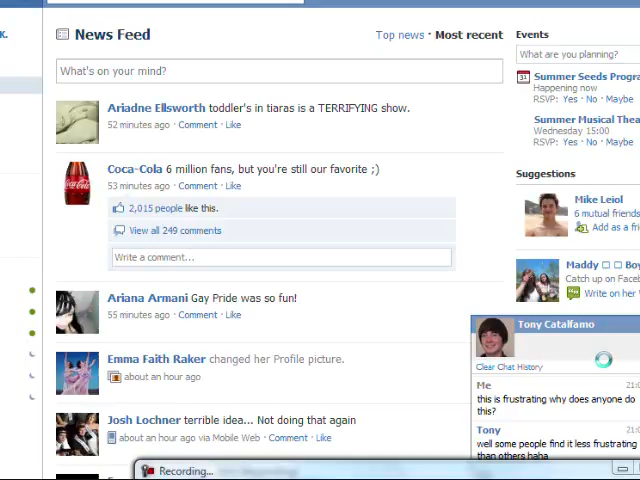 K.
News Feed
Top news · Most recent
What's on your mind?
Ariadne Ellsworth toddler's in tiaras is a TERRIFYING show.
52 minutes ago · Comment · Like
Coca-Cola 6 million fans, but you're still our favorite ;)
53 minutes ago · Comment · Like
2,015 people like this.
View all 249 comments
Write a comment...
Ariana Armani Gay Pride was so fun!
55 minutes ago · Comment · Like
Emma Faith Raker changed her Profile picture.
about an hour ago
Josh Lochner terrible idea... Not doing that again
about an hour ago via Mobile Web · Comment · Like
Events
What are you planning?
31
Summer Seeds Progra
Happening now
RSVP: Yes · No · Maybe
Summer Musical Thea
Wednesday 15:00
RSVP: Yes · No · Maybe
Suggestions
Mike Leiol
6 mutual friends
Add as a fri
Maddy □ □ Boy
Catch up on Faceb
Write on her W
Tony Catalfamo
Clear Chat History
Me 21:0
this is frustrating why does anyone do
this?
Tony 21:0
well some people find it less frustrating
than others haha
Recording...